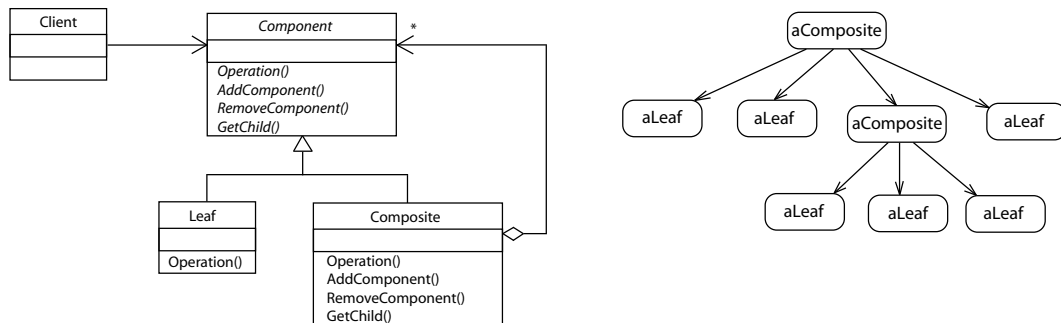 Client
Component
*
Operation()
AddComponent()
RemoveComponent()
GetChild()
Leaf
Operation()
Composite
Operation()
AddComponent()
RemoveComponent()
GetChild()
aComposite
aLeaf
aLeaf
aComposite
aLeaf
aLeaf
aLeaf
aLeaf